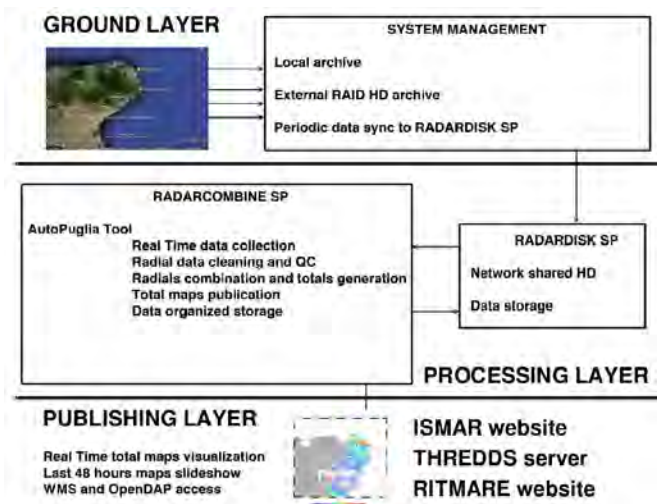 GROUND LAYER
SYSTEM MANAGEMENT
Local archive
External RAID HD archive
Periodic data sync to RADARDISK SP
RADARCOMBINE SP
AutoPuglia Tool
Real Time data collection
Radial data cleaning and QC
Radials combination and totals generation
Total maps publication
Data organized storage
RADARDISK SP
Network shared HD
Data storage
PROCESSING LAYER
PUBLISHING LAYER
Real Time total maps visualization
Last 48 hours maps slideshow
WMS and OpenDAP access
ISMAR website
THREDDS server
RITMARE website